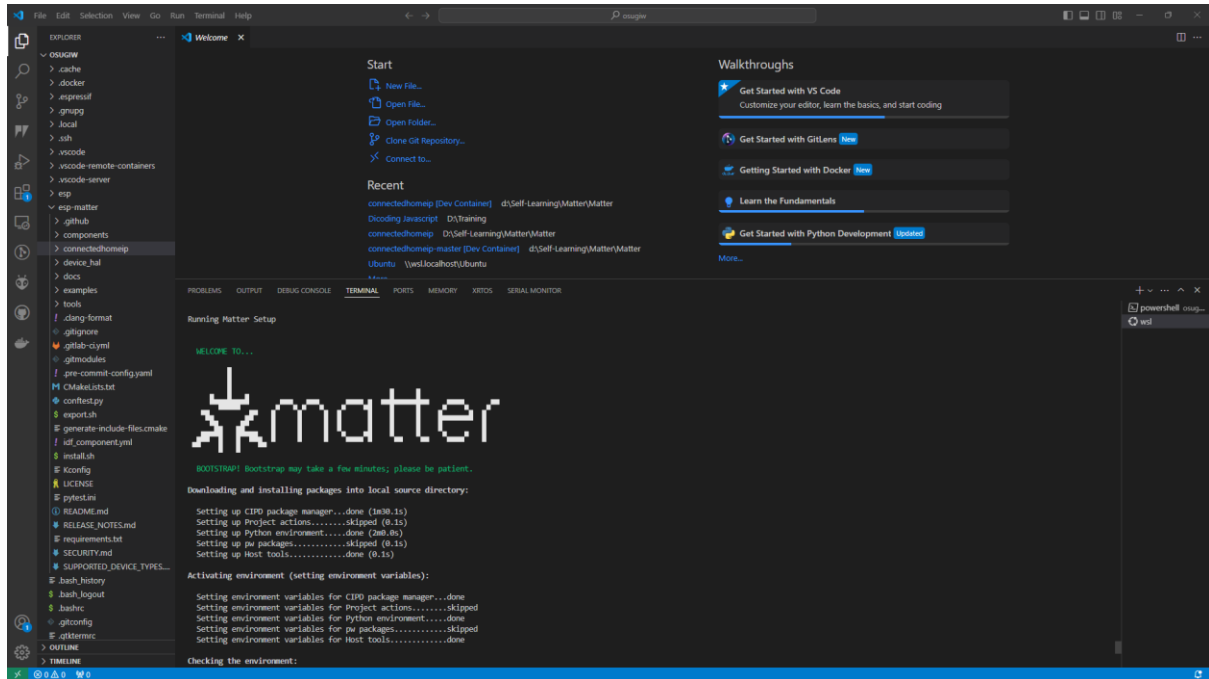 File Edit Selection View Go Run Terminal Help
osugiw
EXPLORER
OSUGIW
.cache
.docker
.espressif
.gnupg
.local
.ssh
.vscode
.vscode-remote-containers
.vscode-server
esp
esp-matter
.github
components
connectedhomeip
device_hal
docs
examples
tools
.clang-format
.gitignore
.gitlab-ci.yml
.gitmodules
.pre-commit-config.yaml
CMakeLists.txt
conftest.py
export.sh
generate-include-files.cmake
idf_component.yml
install.sh
Kconfig
LICENSE
pytest.ini
README.md
RELEASE_NOTES.md
requirements.txt
SECURITY.md
SUPPORTED_DEVICE_TYPES....
.bash_history
.bash_logout
.bashrc
.gitconfig
.gtktermrc
OUTLINE
TIMELINE
0 0 0
Welcome
Start
New File...
Open File...
Open Folder...
Clone Git Repository...
Connect to...
Recent
connectedhomeip [Dev Container] d:\Self-Learning\Matter\Matter
Dicoding Javascript D:\Training
connectedhomeip D:\Self-Learning\Matter\Matter
connectedhomeip-master [Dev Container] d:\Self-Learning\Matter\Matter
Ubuntu \\wsl.localhost\Ubuntu
More...
Walkthroughs
Get Started with VS Code
Customize your editor, learn the basics, and start coding
Get Started with GitLens New
Getting Started with Docker New
Learn the Fundamentals
Get Started with Python Development Updated
More...
PROBLEMS OUTPUT DEBUG CONSOLE TERMINAL PORTS MEMORY XRTOS SERIAL MONITOR
powershell osug...
wsl
Running Matter Setup
WELCOME TO...
matter
BOOTSTRAP! Bootstrap may take a few minutes; please be patient.
Downloading and installing packages into local source directory:
Setting up CIPD package manager...done (1m30.1s)
Setting up Project actions........skipped (0.1s)
Setting up Python environment.....done (2m0.0s)
Setting up pw packages............skipped (0.1s)
Setting up Host tools.............done (0.1s)
Activating environment (setting environment variables):
Setting environment variables for CIPD package manager...done
Setting environment variables for Project actions........skipped
Setting environment variables for Python environment.....done
Setting environment variables for pw packages............skipped
Setting environment variables for Host tools.............done
Checking the environment: